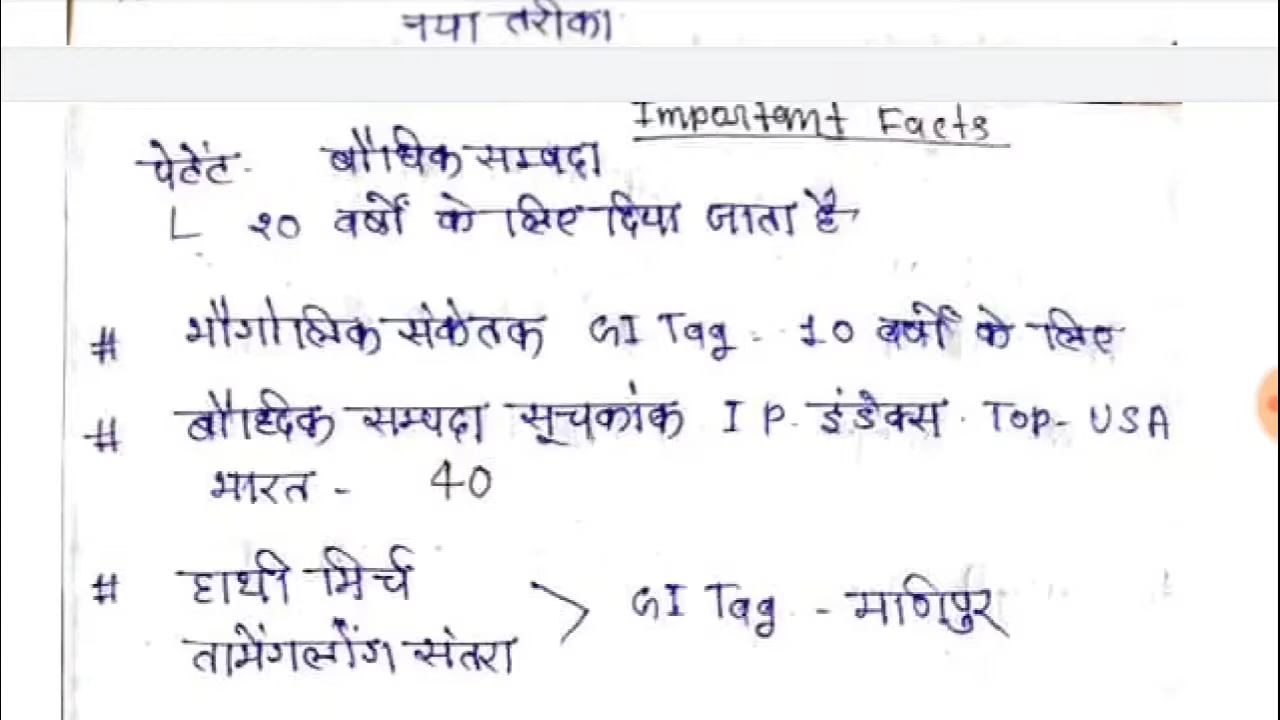 नया तरीका
Important Facts
पेटेंट - बौधिक सम्पदा
L 20 वर्षों के लिए दिया जाता है
# भौगोलिक संकेतक GI Tag - 10 वर्षों के लिए
# बौद्धिक सम्पदा सूचकांक I P. इंडेक्स. Top- USA
भारत - 40
# हाथी मिर्च
तामेंगलोंग संतरा > GI Tag - मणिपुर